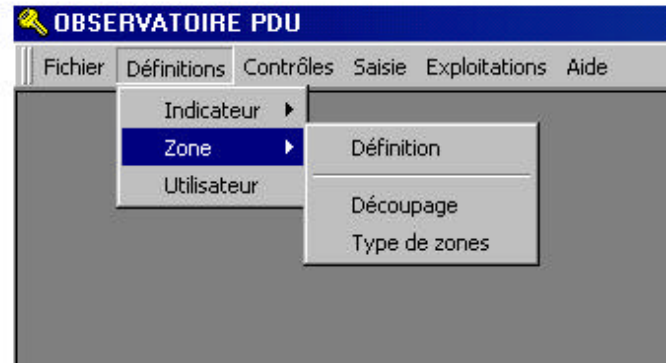 OBSERVATOIRE PDU
Fichier Définitions Contrôles Saisie Exploitations Aide
Indicateur
Zone
Utilisateur
Définition
Découpage
Type de zones